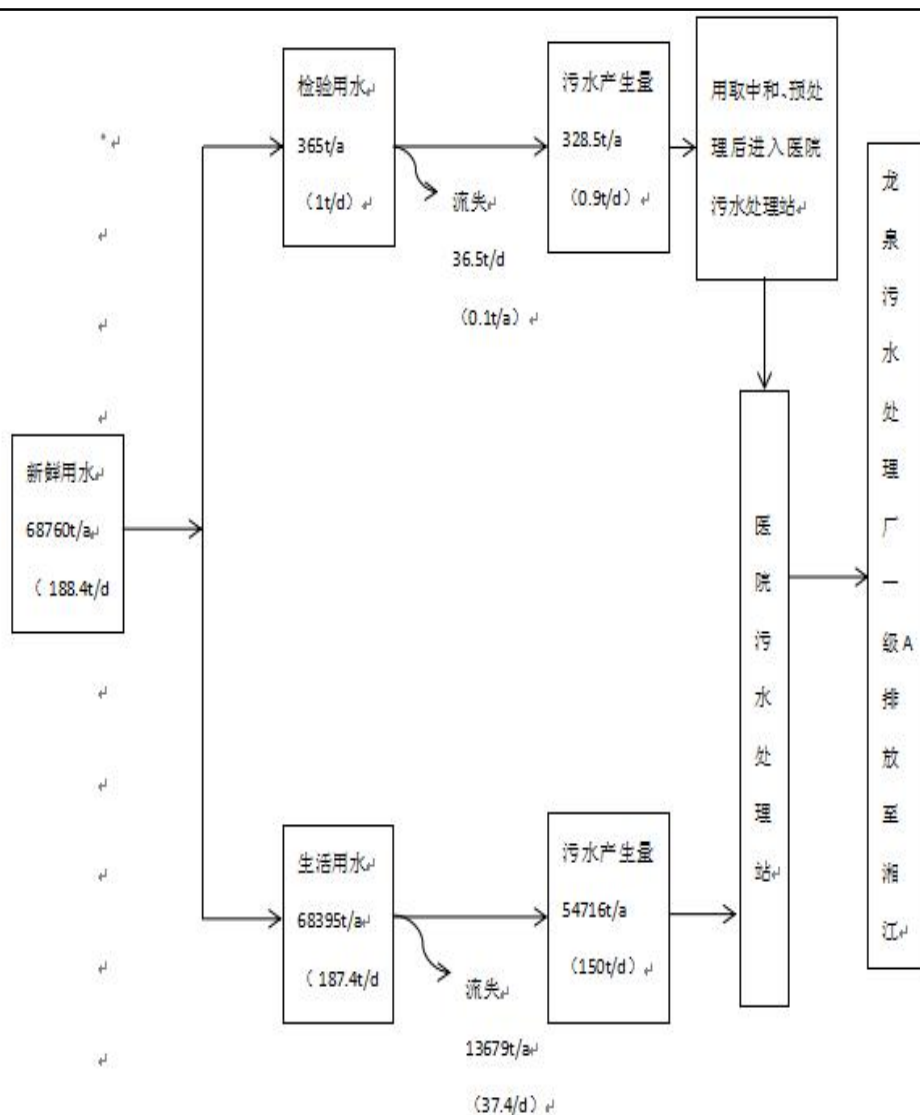 检验用水
365t/a
（1t/d）
流失
36.5t/d
（0.1t/a）
污水产生量
328.5t/a
（0.9t/d）
用取中和、预处
理后进入医院
污水处理站
新鲜用水
68760t/a
（188.4t/d
生活用水
68395t/a
（187.4t/d
流失
13679t/a
（37.4/d）
污水产生量
54716t/a
（150t/d）
医院污水处理站
龙泉污水处理厂一级A排放至湘江